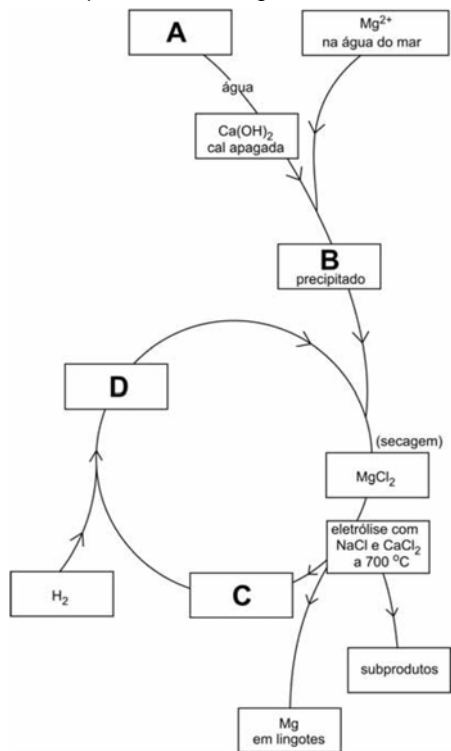 A
Mg²⁺
na água do mar
água
Ca(OH)₂
cal apagada
B
precipitado
D
(secagem)
MgCl₂
eletrólise com
NaCl e CaCl₂
a 700 ºC
C
H₂
subprodutos
Mg
em lingotes